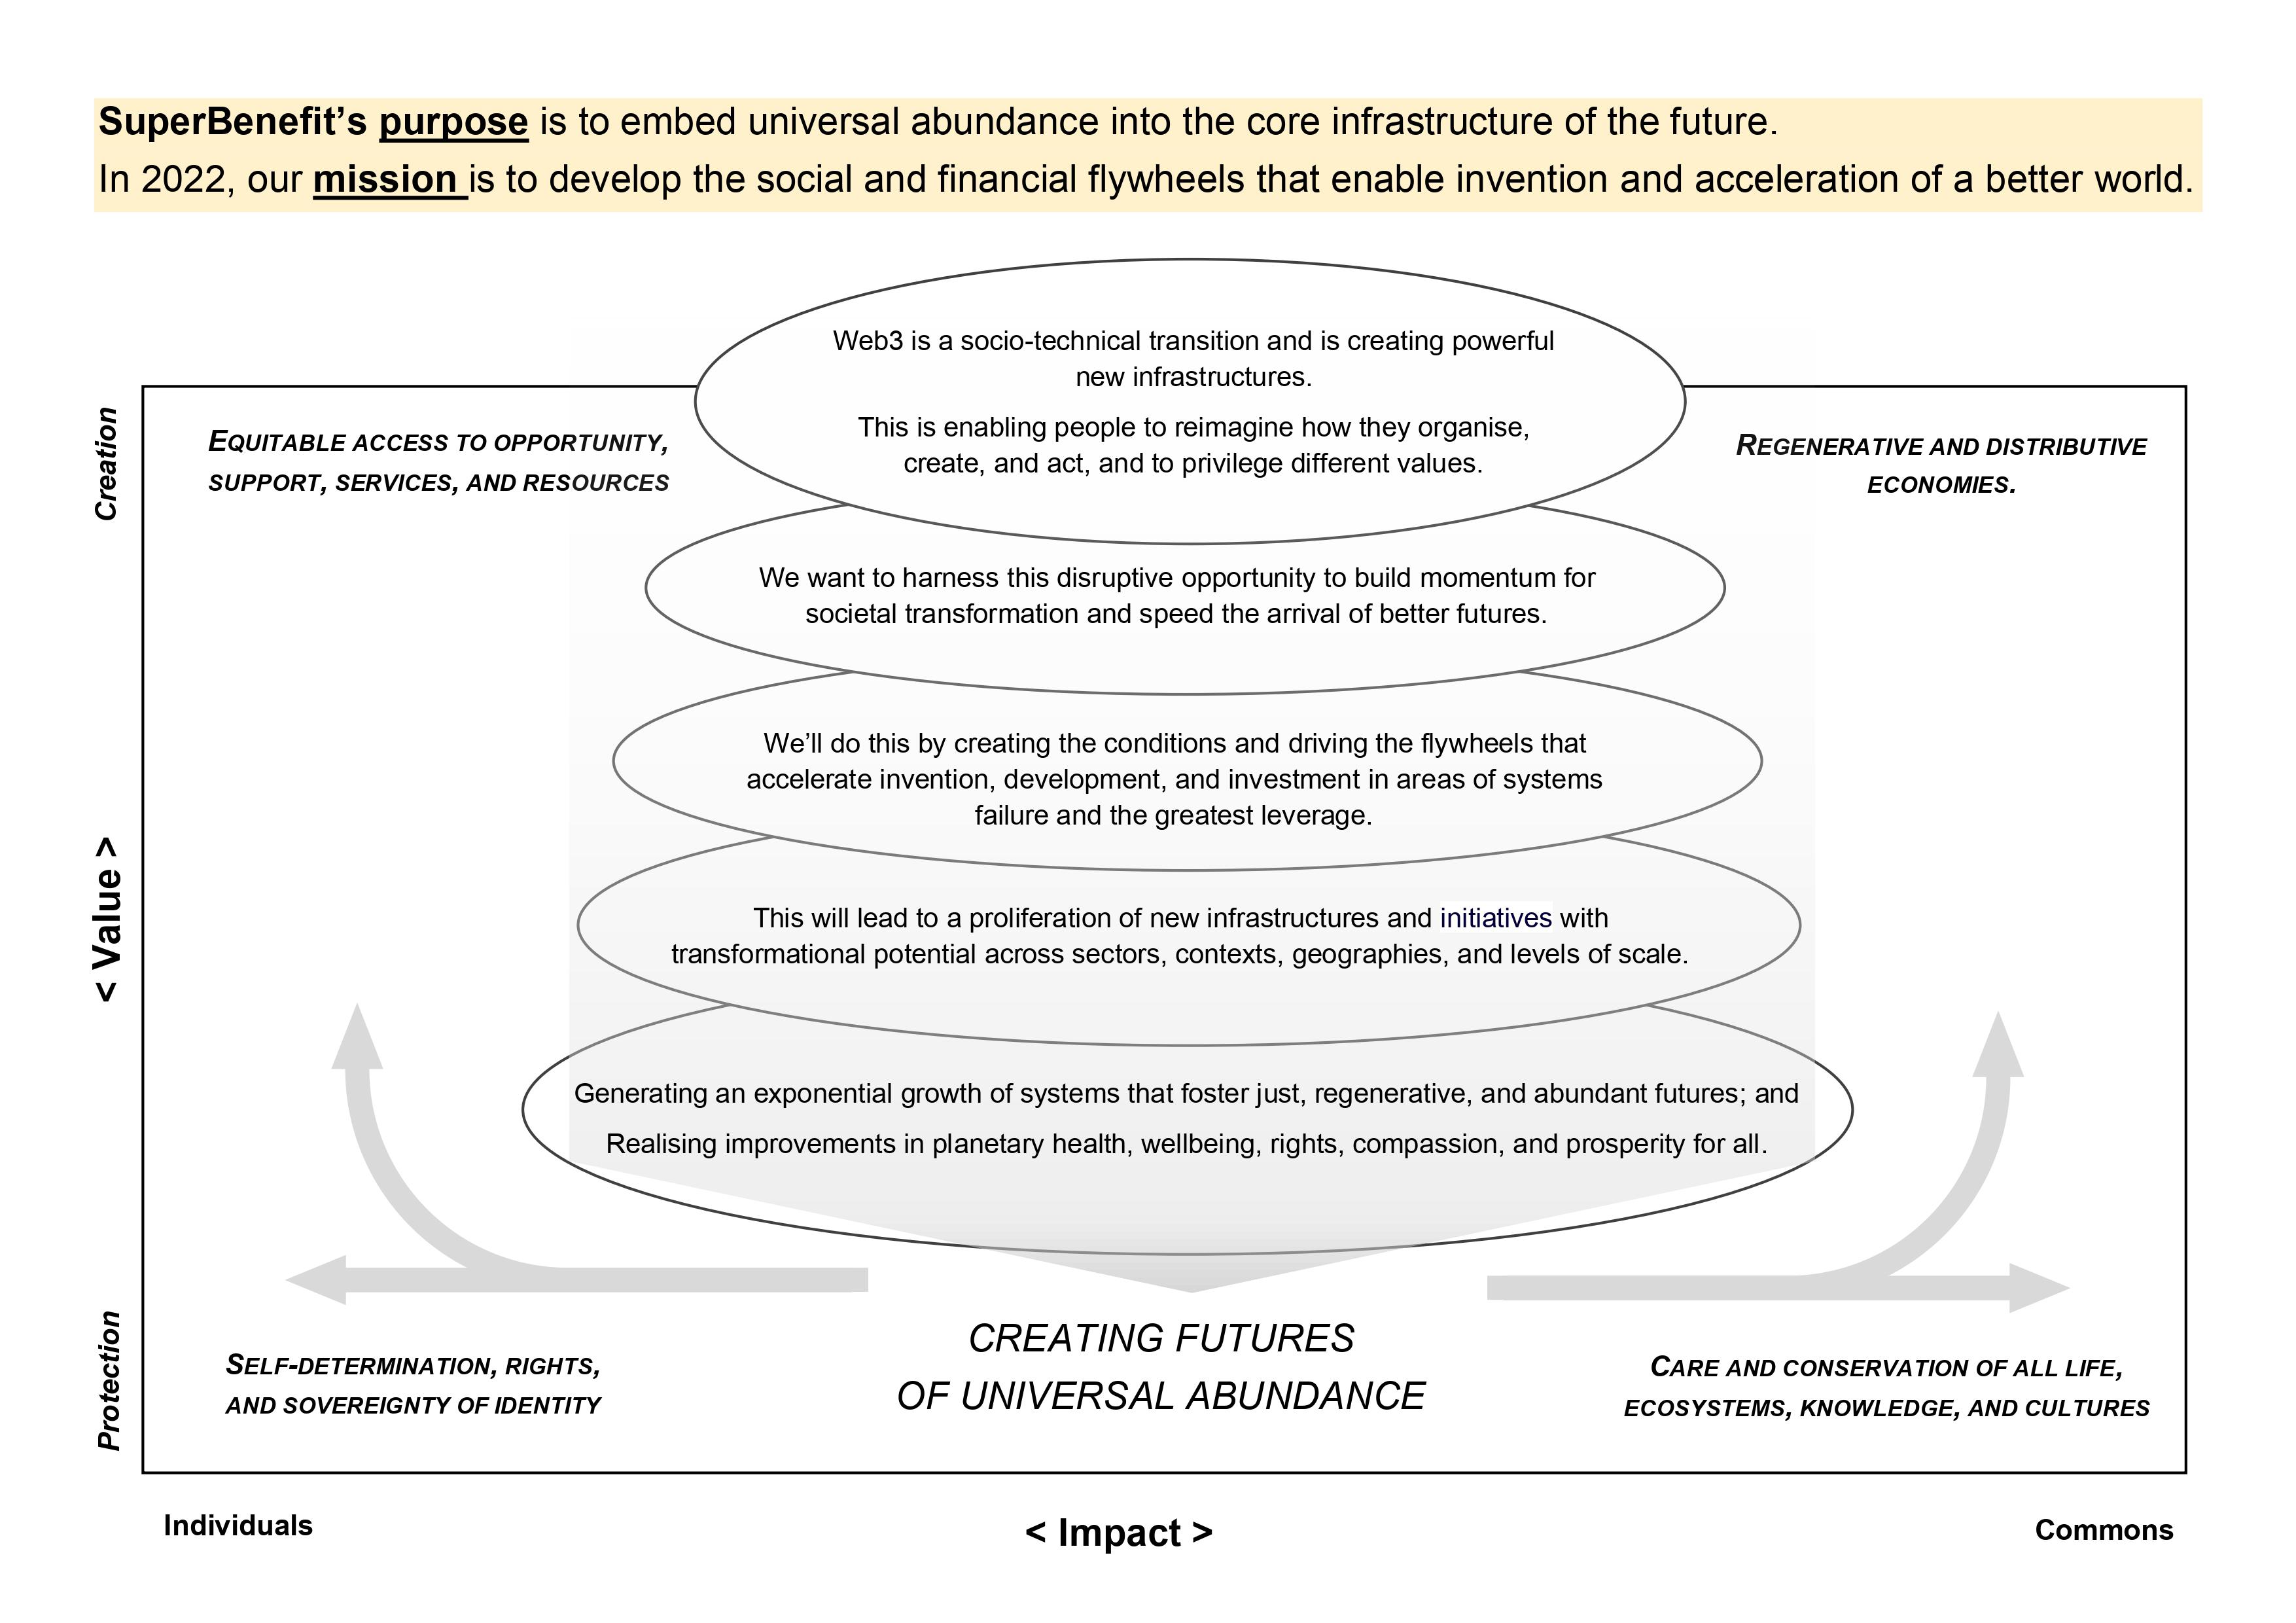 SuperBenefit’s purpose is to embed universal abundance into the core infrastructure of the future.
In 2022, our mission is to develop the social and financial flywheels that enable invention and acceleration of a better world.
Web3 is a socio-technical transition and is creating powerful
new infrastructures.
This is enabling people to reimagine how they organise,
create, and act, and to privilege different values.
Creation
EQUITABLE ACCESS TO OPPORTUNITY,
SUPPORT, SERVICES, AND RESOURCES
REGENERATIVE AND DISTRIBUTIVE
ECONOMIES.
We want to harness this disruptive opportunity to build momentum for
societal transformation and speed the arrival of better futures.
We’ll do this by creating the conditions and driving the flywheels that
accelerate invention, development, and investment in areas of systems
failure and the greatest leverage.
< Value >
This will lead to a proliferation of new infrastructures and initiatives with
transformational potential across sectors, contexts, geographies, and levels of scale.
Generating an exponential growth of systems that foster just, regenerative, and abundant futures; and
Realising improvements in planetary health, wellbeing, rights, compassion, and prosperity for all.
Protection
SELF-DETERMINATION, RIGHTS,
AND SOVEREIGNTY OF IDENTITY
CREATING FUTURES
OF UNIVERSAL ABUNDANCE
CARE AND CONSERVATION OF ALL LIFE,
ECOSYSTEMS, KNOWLEDGE, AND CULTURES
Individuals
< Impact >
Commons